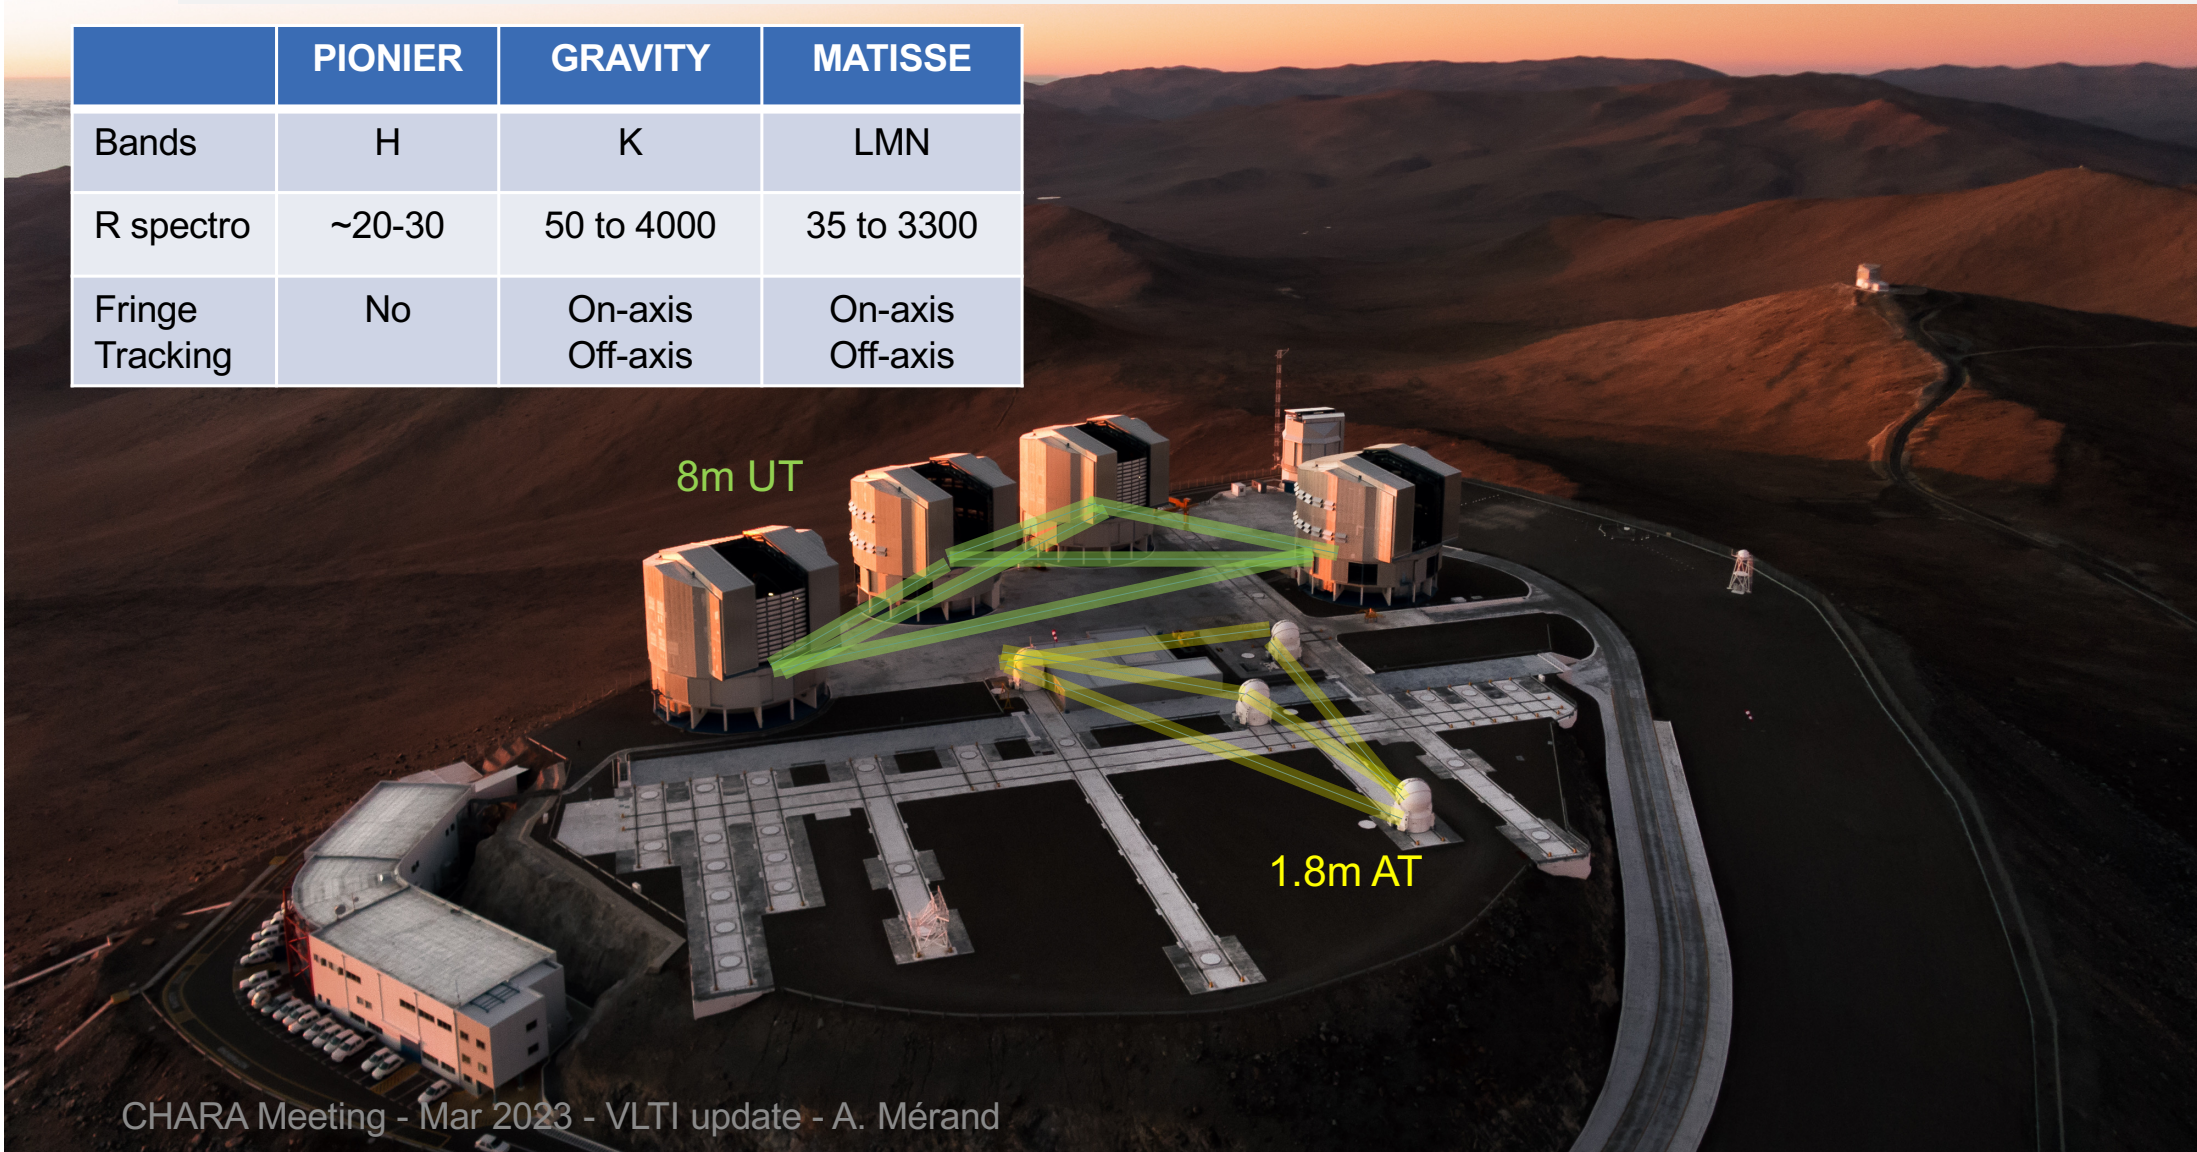 PIONIER GRAVITY MATISSE
Bands H K LMN
R spectro ~20-30 50 to 4000 35 to 3300
Fringe Tracking No On-axis Off-axis On-axis Off-axis
8m UT
1.8m AT
CHARA Meeting - Mar 2023 - VLTI update - A. Mérand